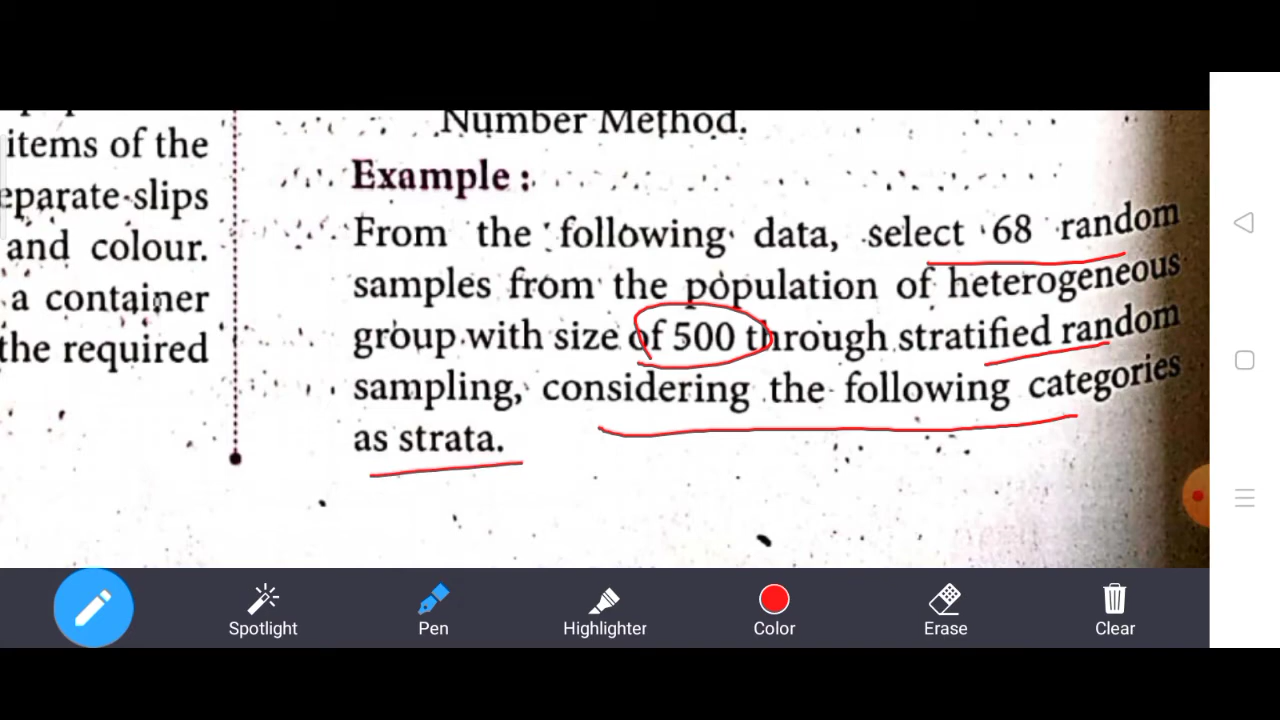 Number Method.
items of the
eparate slips
and colour.
a container
the required
Example :
From the following data, select 68 random
samples from the population of heterogeneous
group with size of 500 through stratified random
sampling, considering the following categories
as strata.
Spotlight
Pen
Highlighter
Color
Erase
Clear